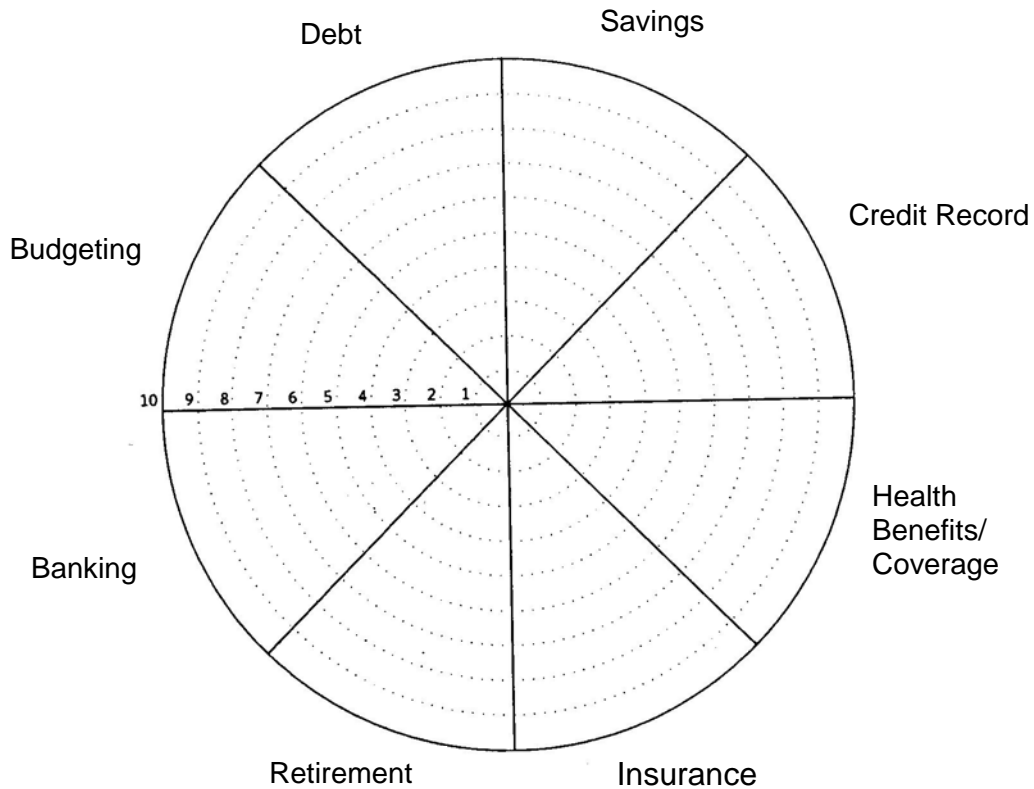 Debt
Savings
Credit Record
Budgeting
10 9 8 7 6 5 4 3 2 1
Health
Benefits/
Coverage
Banking
Retirement
Insurance